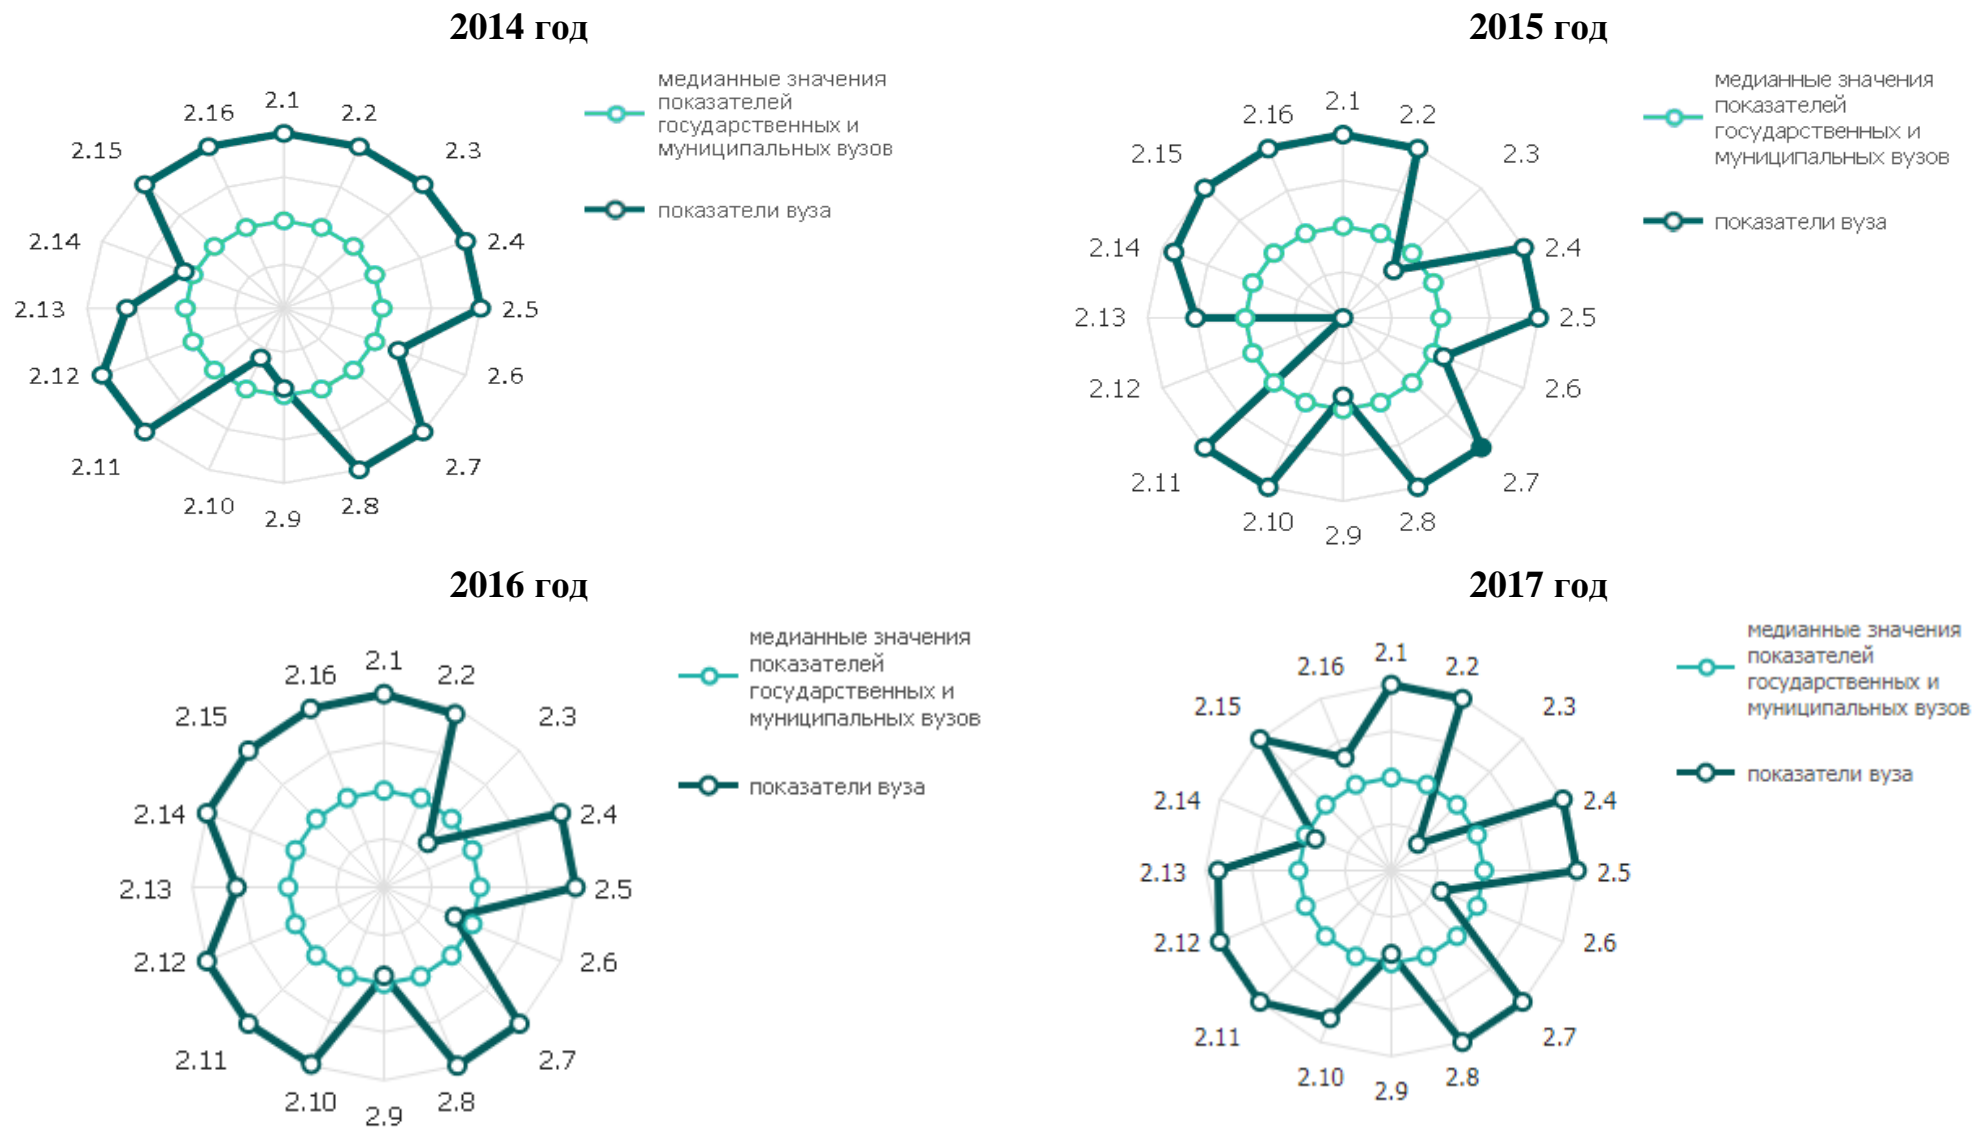 2014 год
2.1
2.2
2.3
2.4
2.5
2.6
2.7
2.8
2.9
2.10
2.11
2.12
2.13
2.14
2.15
2.16
медианные значения
показателей
государственных и
муниципальных вузов
показатели вуза
2015 год
2.1
2.2
2.3
2.4
2.5
2.6
2.7
2.8
2.9
2.10
2.11
2.12
2.13
2.14
2.15
2.16
медианные значения
показателей
государственных и
муниципальных вузов
показатели вуза
2016 год
2.1
2.2
2.3
2.4
2.5
2.6
2.7
2.8
2.9
2.10
2.11
2.12
2.13
2.14
2.15
2.16
медианные значения
показателей
государственных и
муниципальных вузов
показатели вуза
2017 год
2.1
2.2
2.3
2.4
2.5
2.6
2.7
2.8
2.9
2.10
2.11
2.12
2.13
2.14
2.15
2.16
медианные значения
показателей
государственных и
муниципальных вузов
показатели вуза